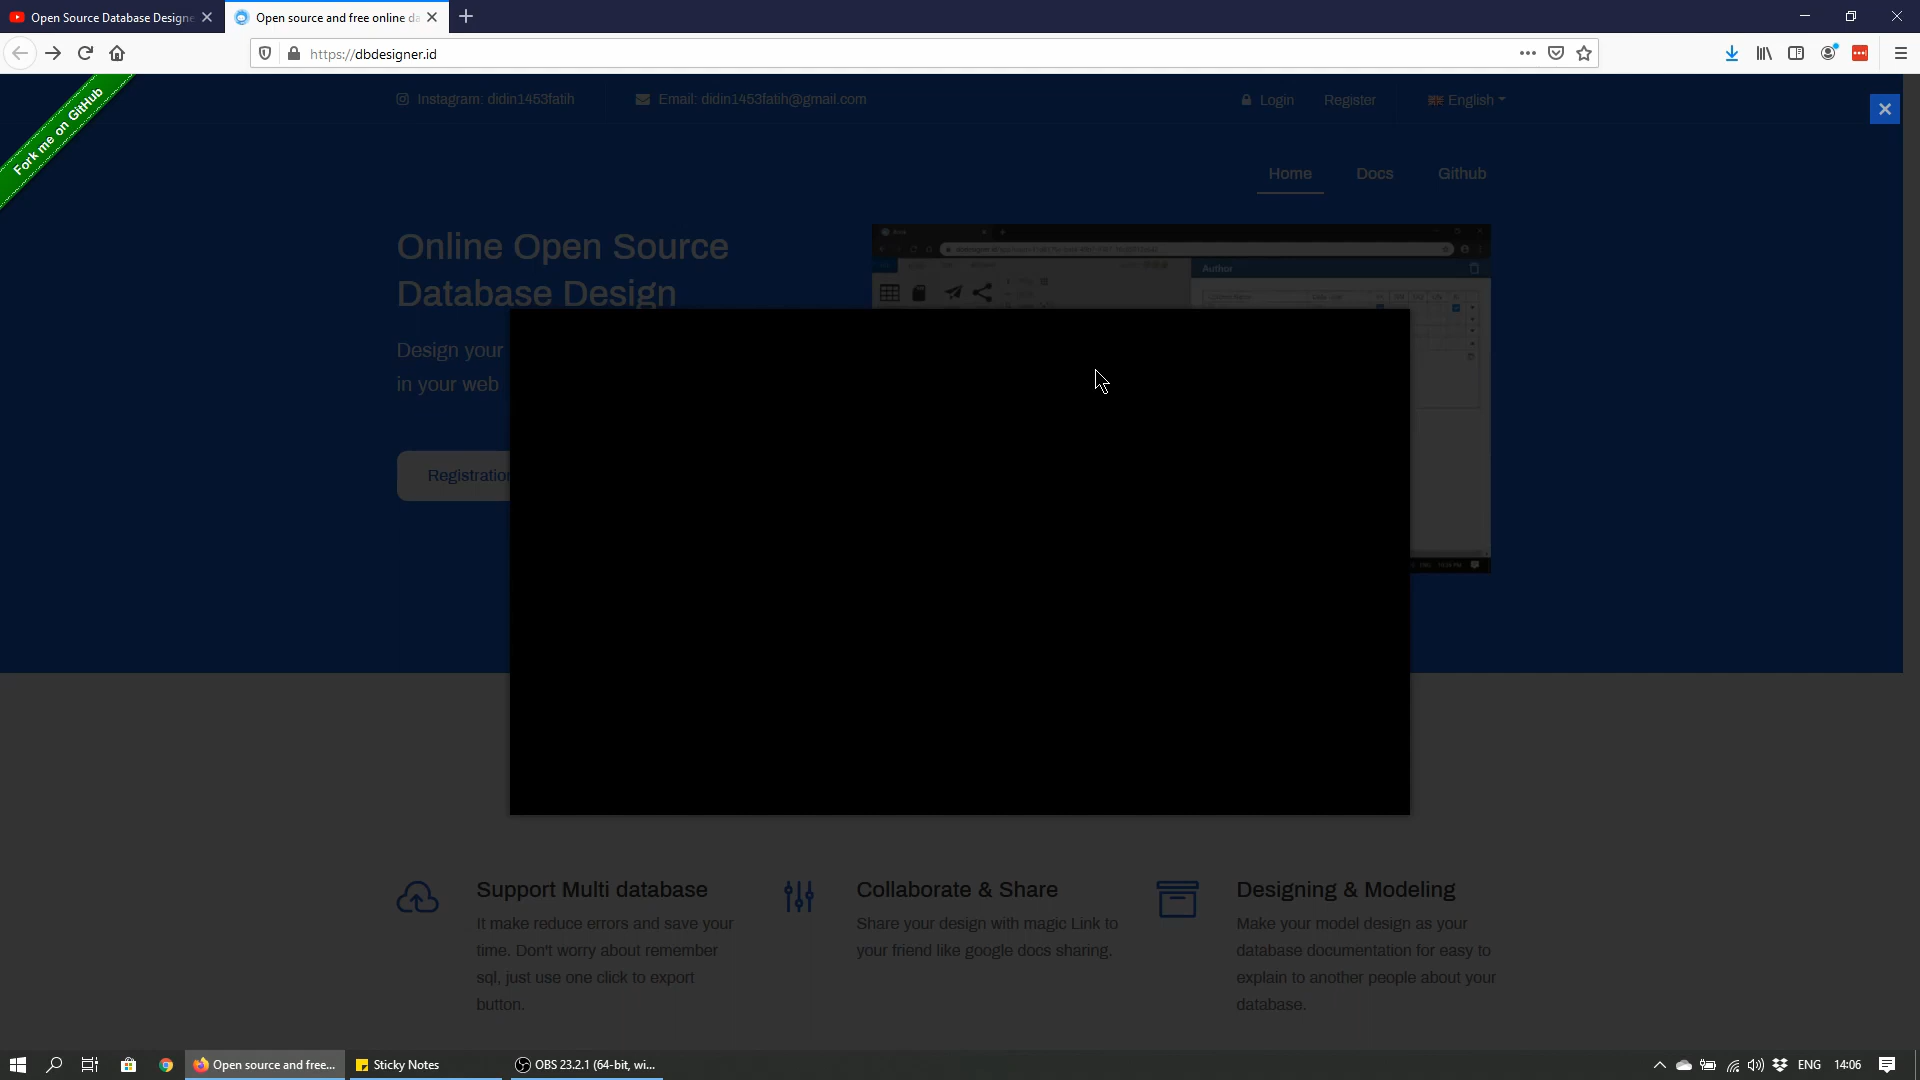 Open Source Database Designe
Open source and free online da
https://dbdesigner.id
Fork me on GitHub
Instagram: didin1453fatih
Email: didin1453fatih@gmail.com
Login
Register
English
Home
Docs
Github
Online Open Source
Database Design
Author
Design your
in your web
Registration
Support Multi database
It make reduce errors and save your
time. Don't worry about remember
sql, just use one click to export
button.
Collaborate & Share
Share your design with magic Link to
your friend like google docs sharing.
Designing & Modeling
Make your model design as your
database documentation for easy to
explain to another people about your
database.
Open source and free...
Sticky Notes
OBS 23.2.1 (64-bit, wi...
ENG
14:06